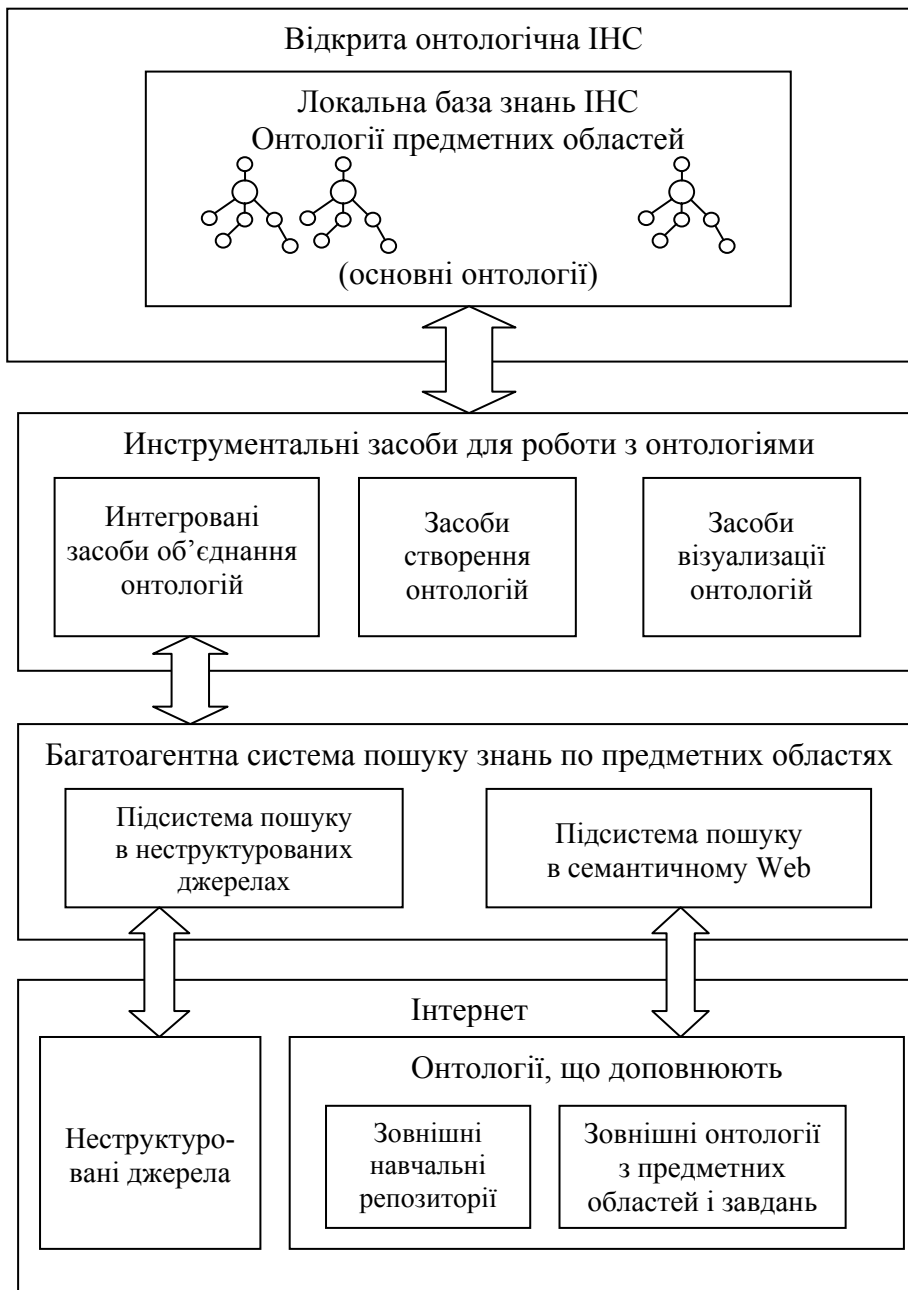 Відкрита онтологічна ІНС
Локальна база знань ІНС
Онтології предметних областей
(основні онтології)
Инструментальні засоби для роботи з онтологіями
Интегровані
засоби об’єднання
онтологій
Засоби
створення
онтологій
Засоби
візуализації
онтологій
Багатоагентна система пошуку знань по предметних областях
Підсистема пошуку
в неструктурованих
джерелах
Підсистема пошуку
в семантичному Web
Інтернет
Неструктуро-
вані джерела
Онтології, що доповнюють
Зовнішні
навчальні
репозиторії
Зовнішні онтології
з предметних
областей і завдань